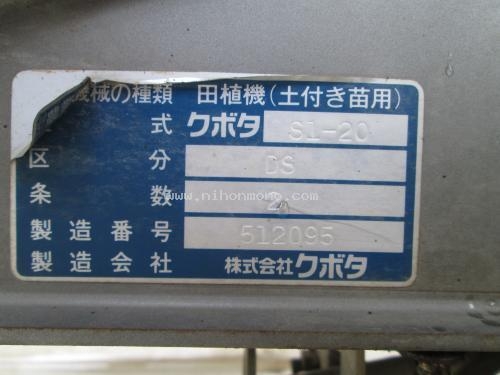 機械の種類 田植機(土付き苗用)
式 クボタ S1-20
区分 DS
条数 2
製造番号 512095
製造会社 株式会社クボタ
www.nihonmono.com